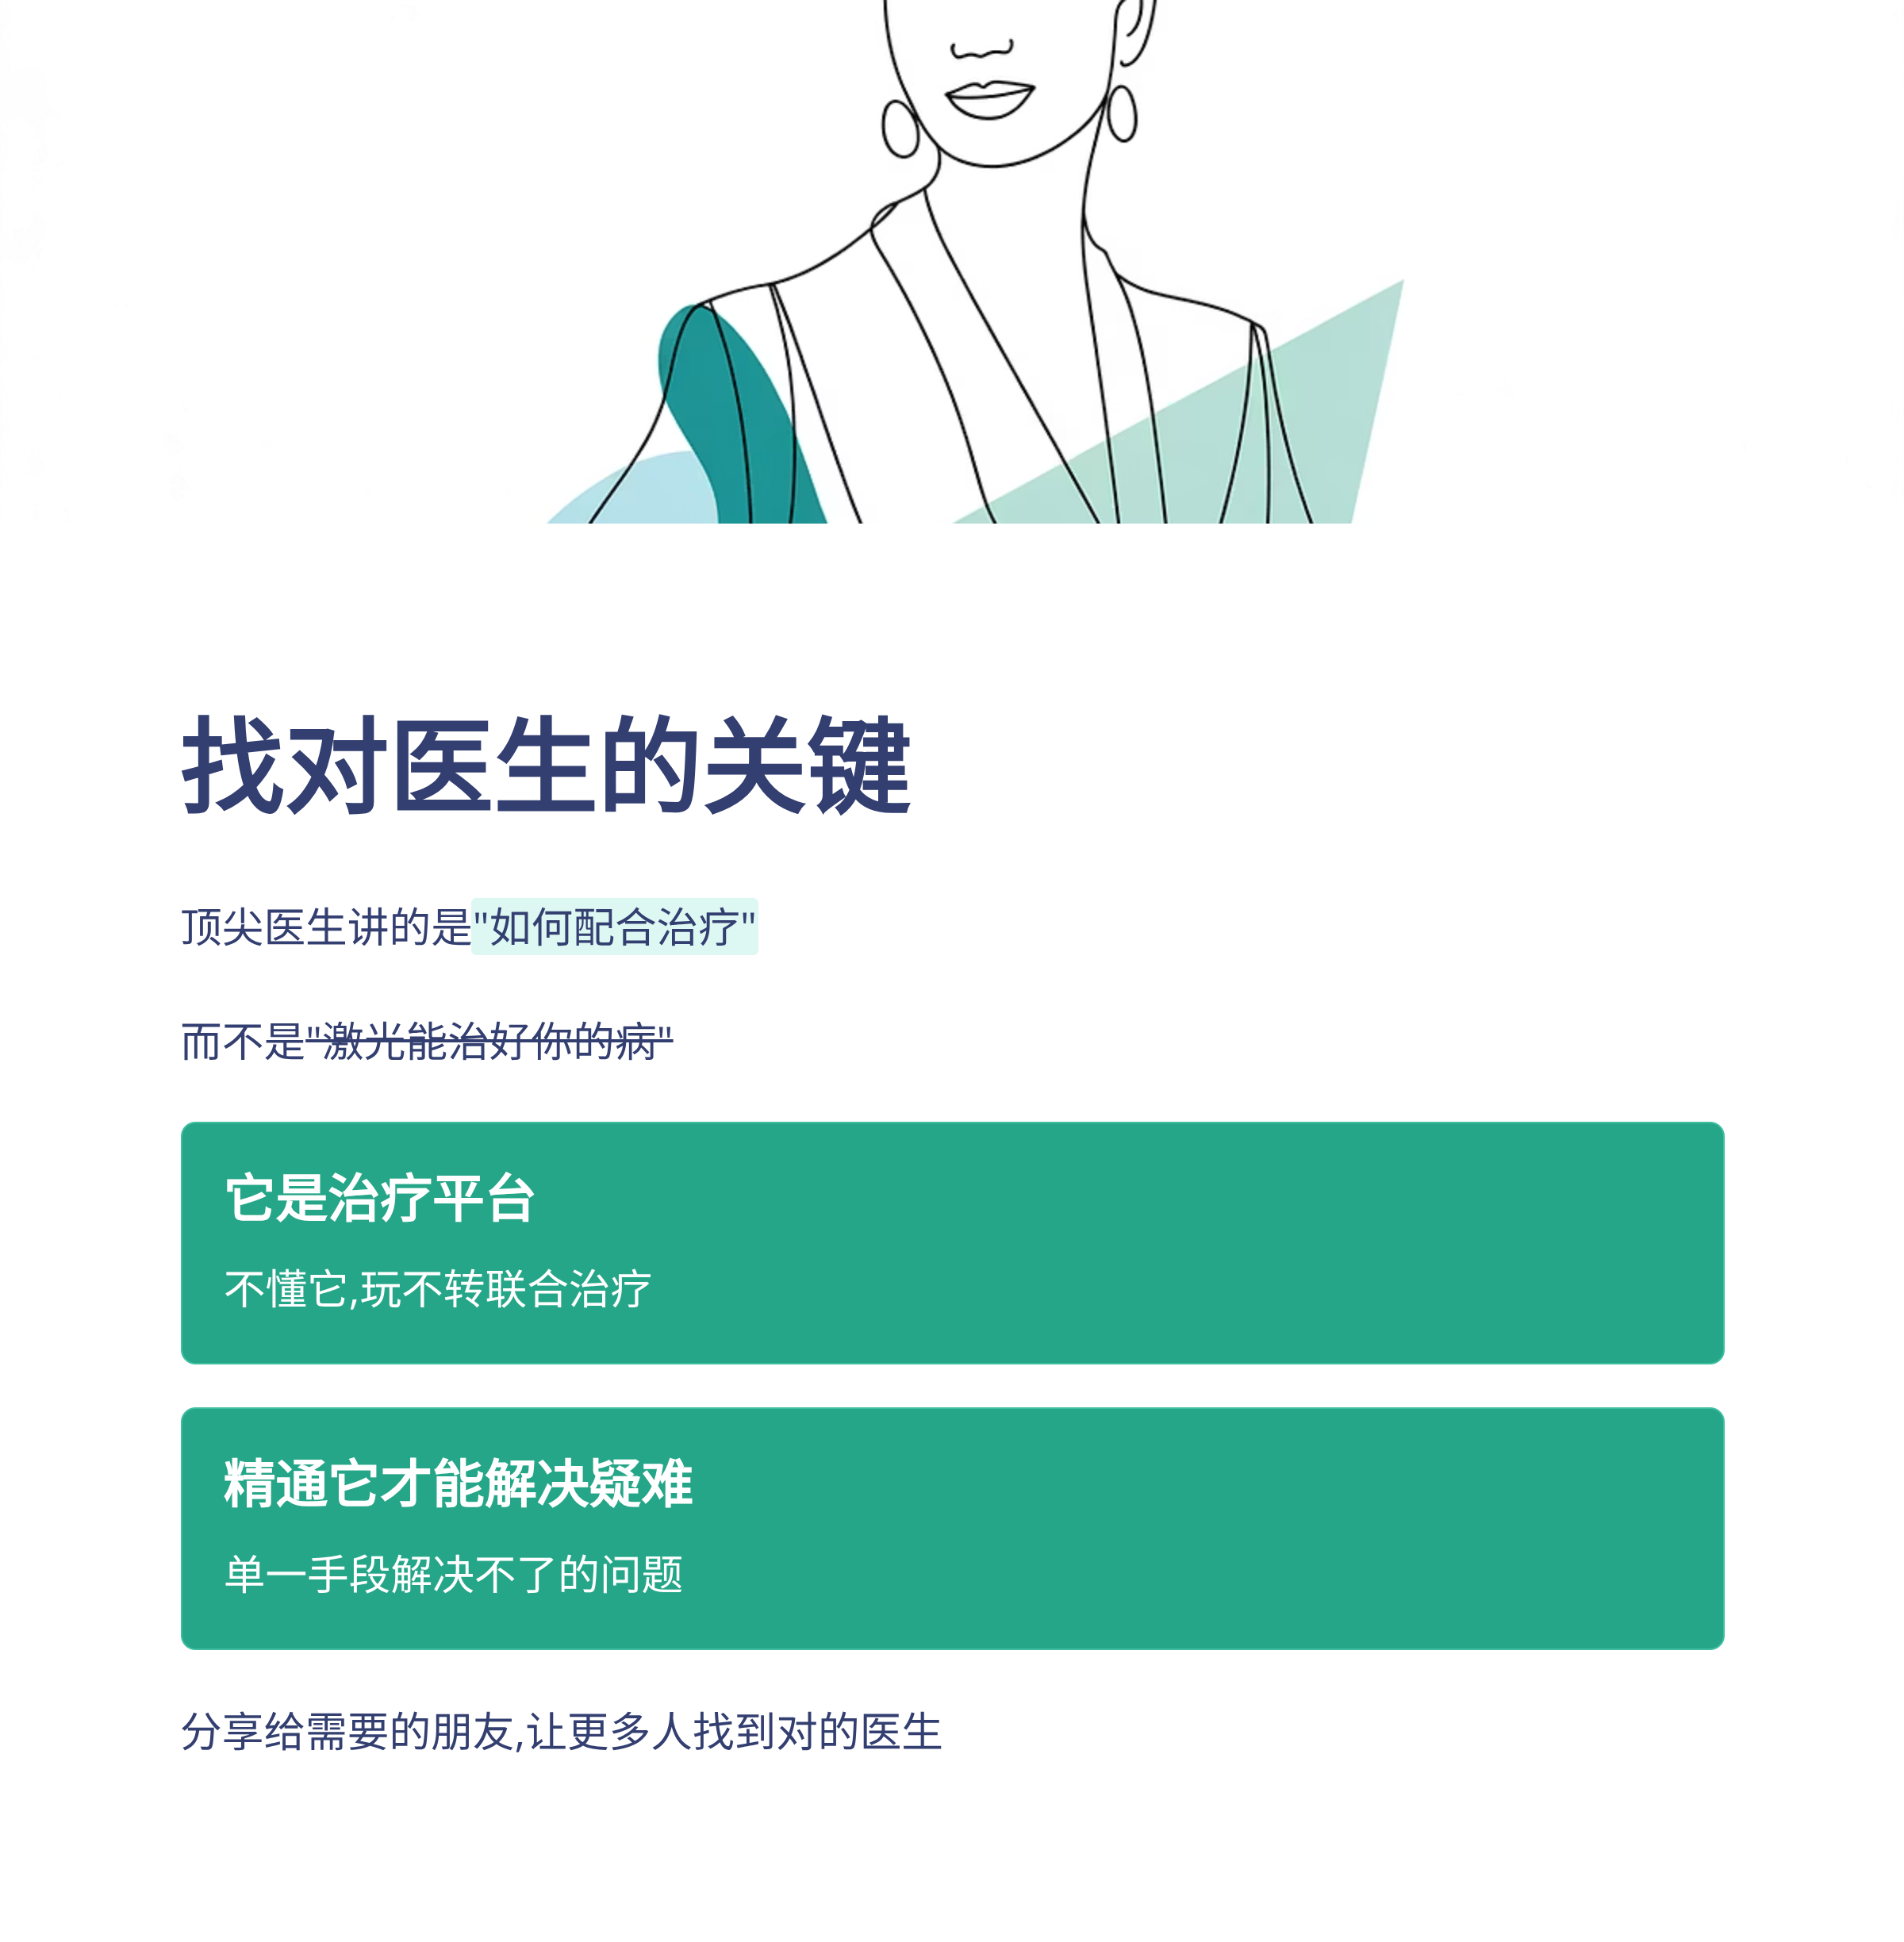 找对医生的关键
顶尖医生讲的是"如何配合治疗"
而不是"激光能治好你的病"
它是治疗平台
不懂它,玩不转联合治疗
精通它才能解决疑难
单一手段解决不了的问题
分享给需要的朋友,让更多人找到对的医生